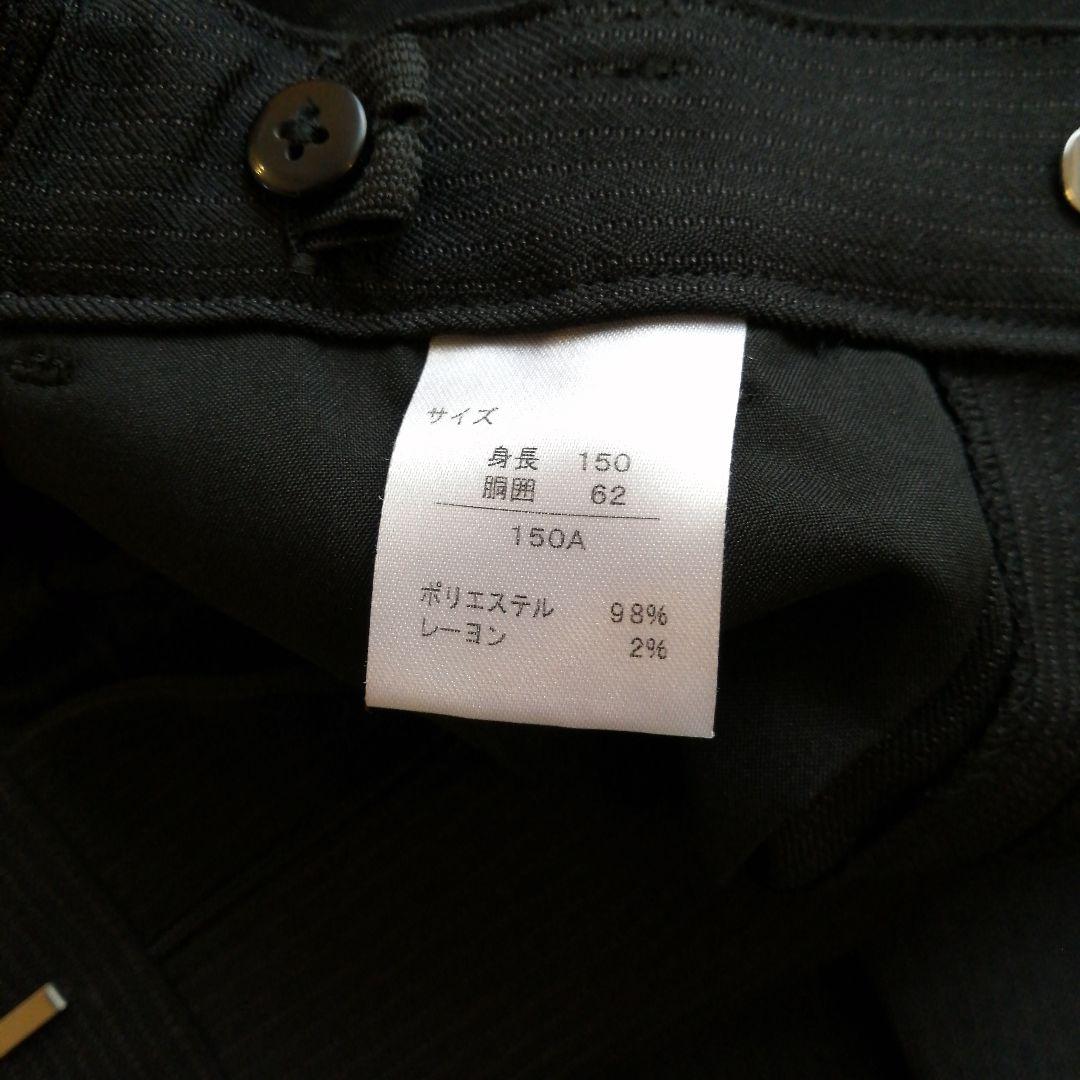 サイズ
身長 150
胴囲 62
150A
ポリエステル 98%
レーヨン 2%